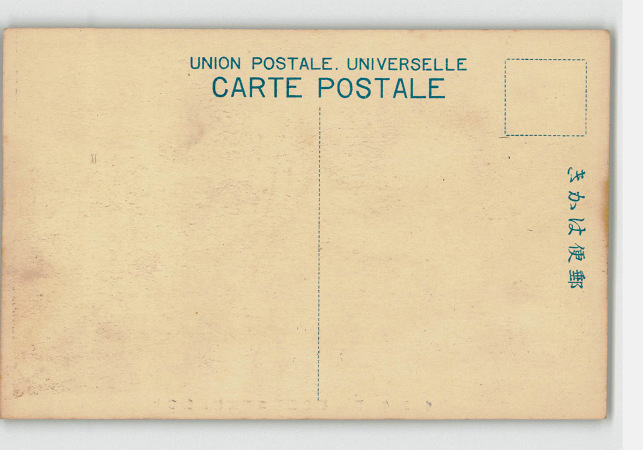 UNION POSTALE. UNIVERSELLE
CARTE POSTALE
郵便はかき